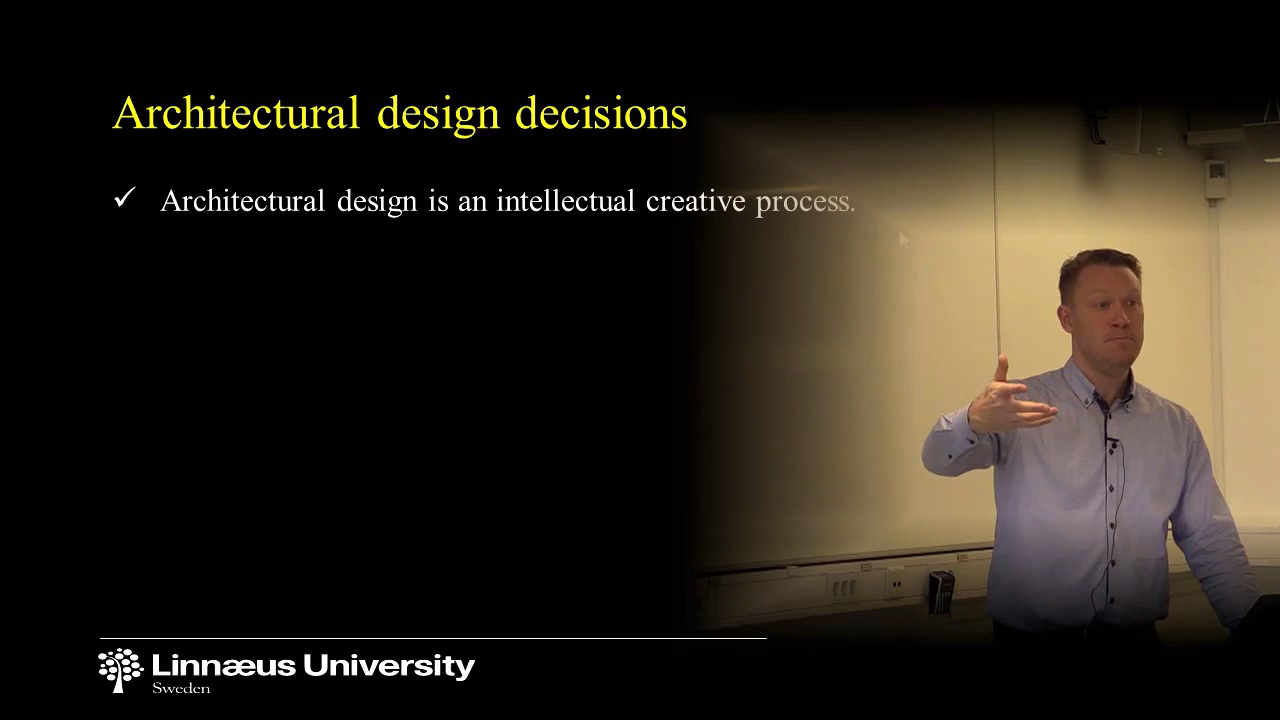 Architectural design decisions
✓ Architectural design is an intellectual creative process.
Linnæus University
Sweden